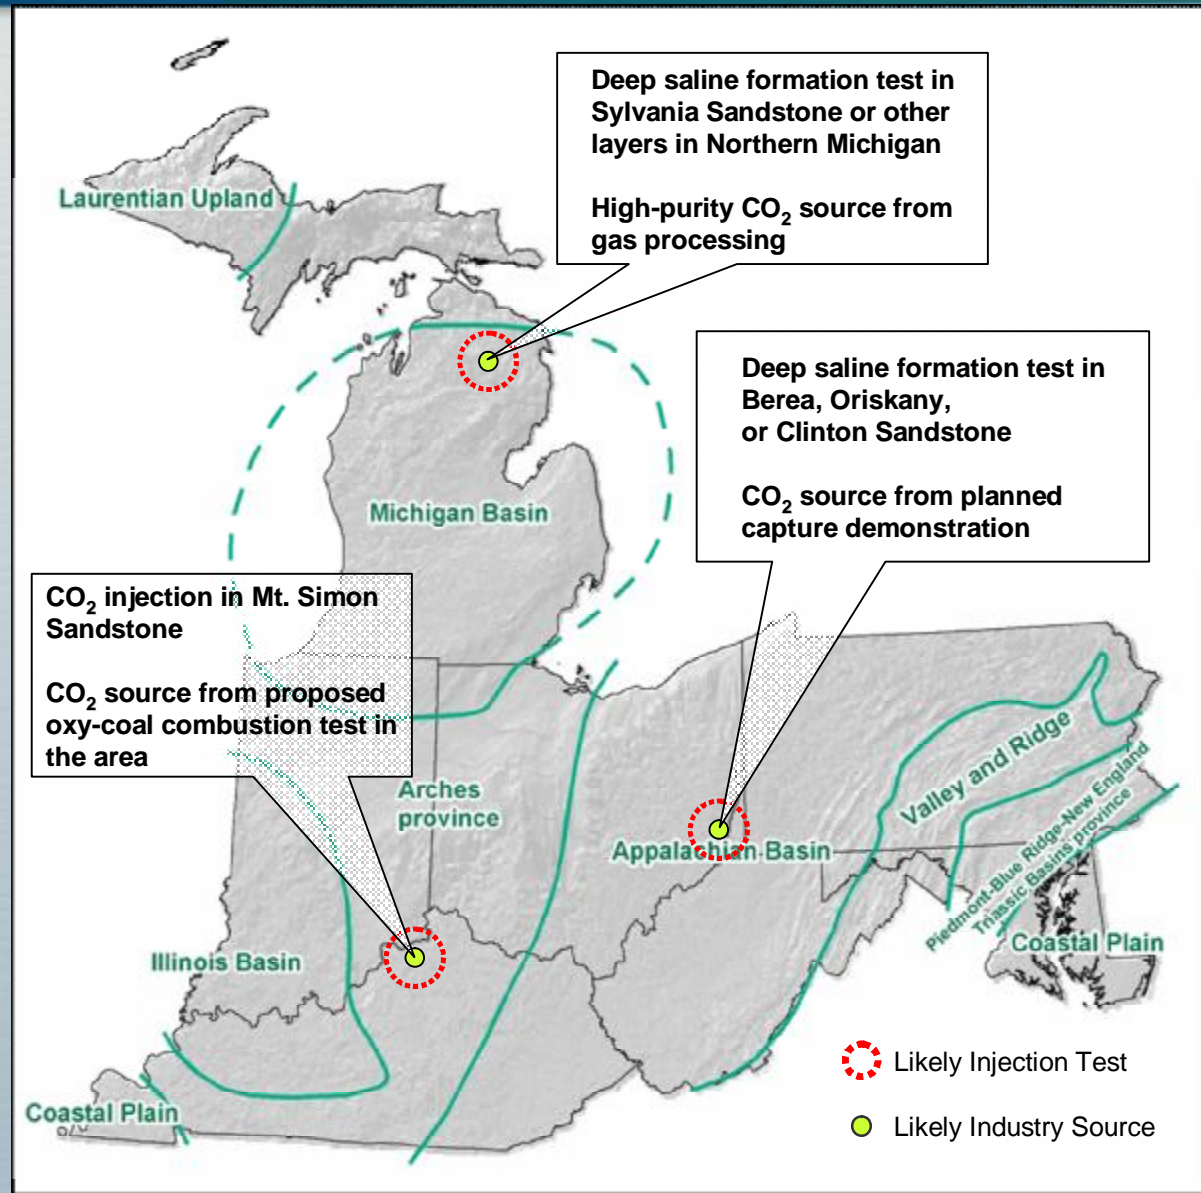 Deep saline formation test in
Sylvania Sandstone or other
layers in Northern Michigan
High-purity CO₂ source from
gas processing
Laurentian Upland
Deep saline formation test in
Berea, Oriskany,
or Clinton Sandstone
CO₂ source from planned
capture demonstration
Michigan Basin
CO₂ injection in Mt. Simon
Sandstone
CO₂ source from proposed
oxy-coal combustion test in
the area
Arches
province
Valley and Ridge
Appalachian Basin
Piedmont-Blue Ridge-New England
Triassic Basins province
Coastal Plain
Illinois Basin
Coastal Plain
Likely Injection Test
Likely Industry Source